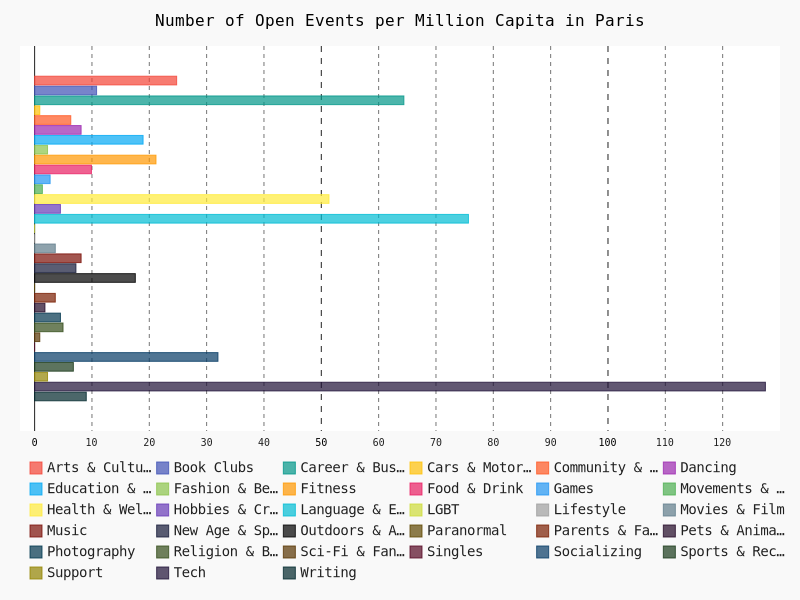 Number of Open Events per Million Capita in Paris
0 10 20 30 40 50 60 70 80 90 100 110 120
Arts & Cultu… Book Clubs Career & Bus… Cars & Motor… Community & … Dancing
Education & … Fashion & Be… Fitness Food & Drink Games Movements & …
Health & Wel… Hobbies & Cr… Language & E… LGBT Lifestyle Movies & Film
Music New Age & Sp… Outdoors & A… Paranormal Parents & Fa… Pets & Anima…
Photography Religion & B… Sci-Fi & Fan… Singles Socializing Sports & Rec…
Support Tech Writing